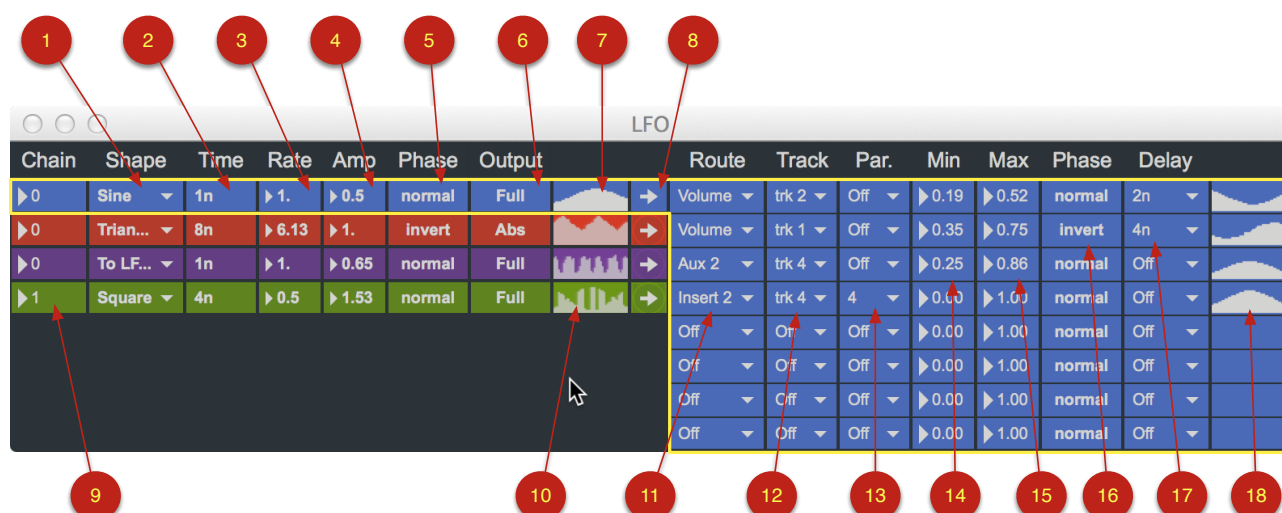 1 2 3 4 5 6 7 8
LFO
Chain Shape Time Rate Amp Phase Output Route Track Par. Min Max Phase Delay
0 Sine 1n 1. 0.5 normal Full Volume trk 2 Off 0.19 0.52 normal 2n
0 Trian... 8n 6.13 1. invert Abs Volume trk 1 Off 0.35 0.75 invert 4n
0 To LF... 1n 1. 0.65 normal Full Aux 2 trk 4 Off 0.25 0.86 normal Off
1 Square 4n 0.5 1.53 normal Full Insert 2 trk 4 4 0.00 1.00 normal Off
Off Off Off 0.00 1.00 normal Off
Off Off Off 0.00 1.00 normal Off
Off Off Off 0.00 1.00 normal Off
Off Off Off 0.00 1.00 normal Off
9 10 11 12 13 14 15 16 17 18